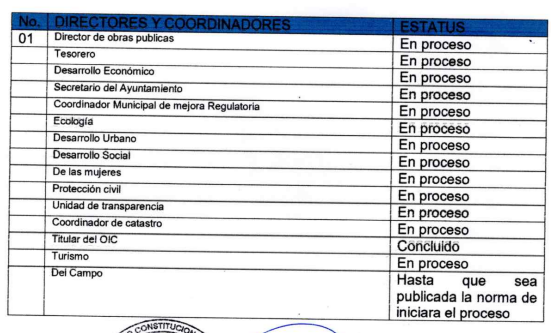 No. DIRECTORES Y COORDINADORES ESTATUS
01 Director de obras publicas En proceso
Tesorero En proceso
Desarrollo Económico En proceso
Secretario del Ayuntamiento En proceso
Coordinador Municipal de mejora Regulatoria En proceso
Ecología En proceso
Desarrollo Urbano En proceso
Desarrollo Social En proceso
De las mujeres En proceso
Protección civil En proceso
Unidad de transparencia En proceso
Coordinador de catastro En proceso
Titular del OIC Concluido
Turismo En proceso
Del Campo Hasta que sea
publicada la norma de
iniciara el proceso
CONSTITUCION